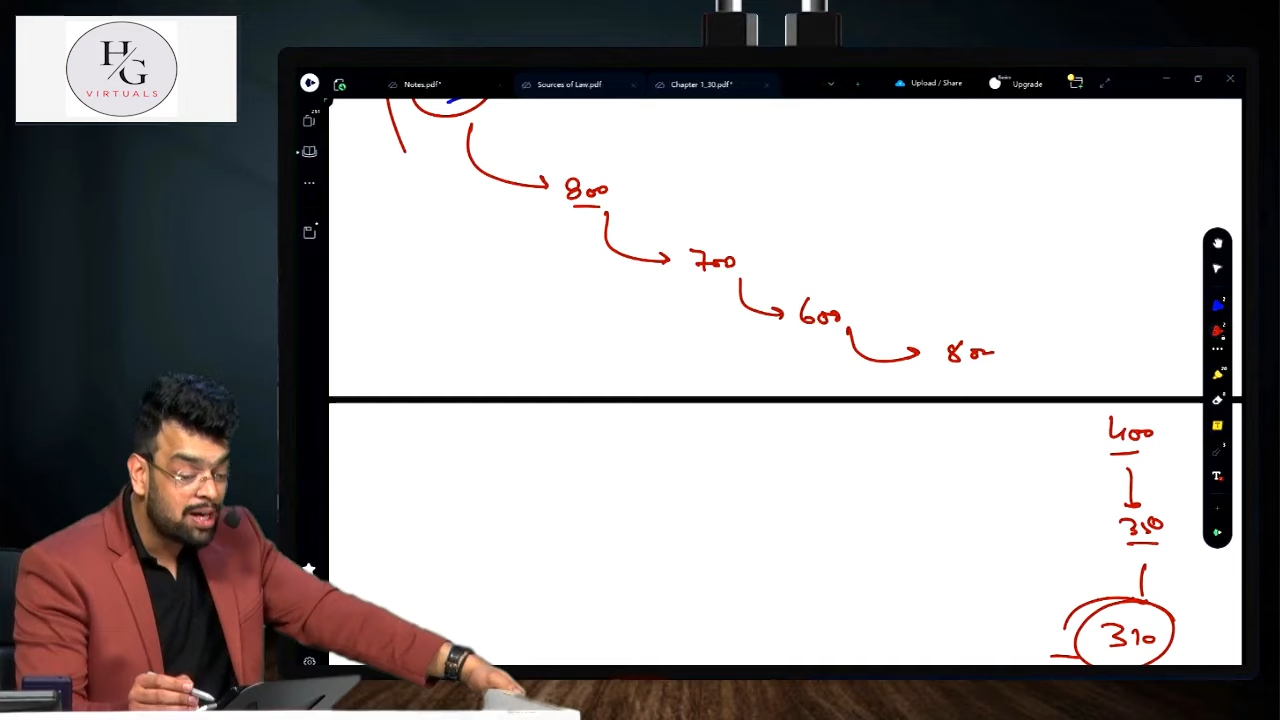 H/G
VIRTUALS
Notes.pdf*
Sources of Law.pdf
Chapter 1_30.pdf*
Upload / Share
Upgrade
800
700
600
800
400
310